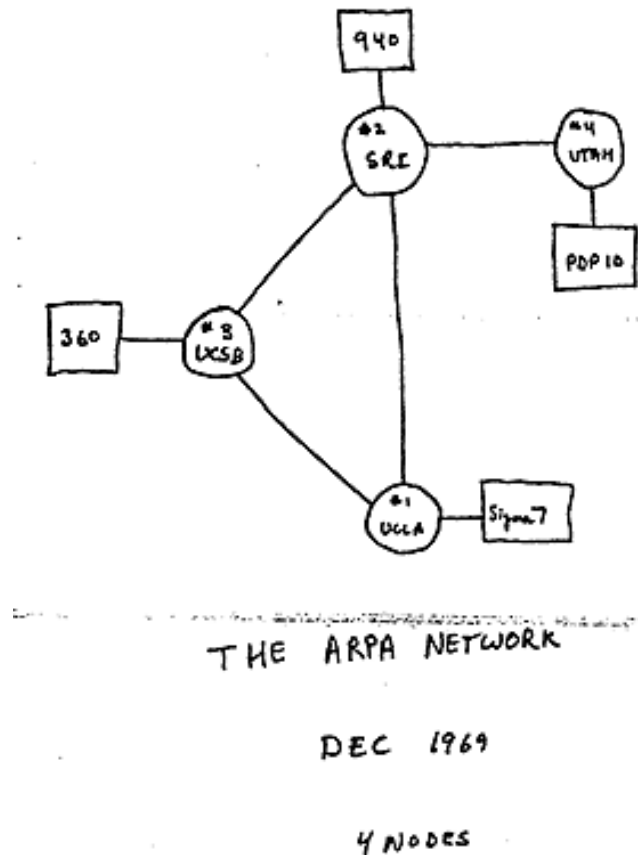 940
#2
SRI
#4
UTAH
PDP 10
360
#3
UCSB
#1
UCLA
Sigma 7
THE ARPA NETWORK
DEC 1969
4 NODES